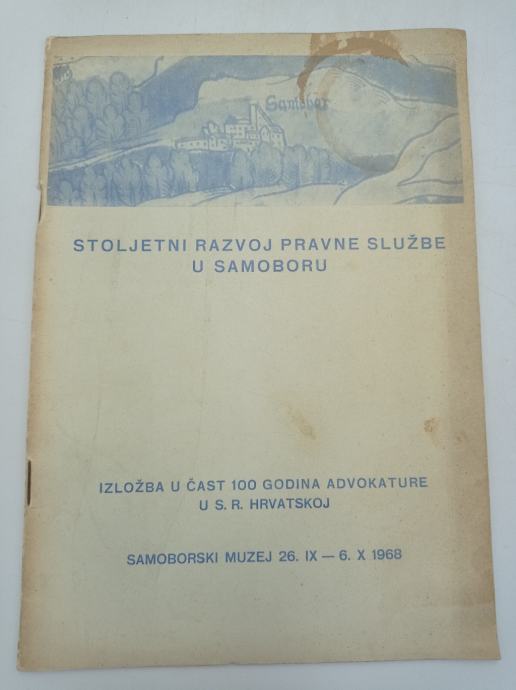 Samobor
STOLJETNI RAZVOJ PRAVNE SLUŽBE
U SAMOBORU
IZLOŽBA U ČAST 100 GODINA ADVOKATURE
U S. R. HRVATSKOJ
SAMOBORSKI MUZEJ 26. IX — 6. X 1968